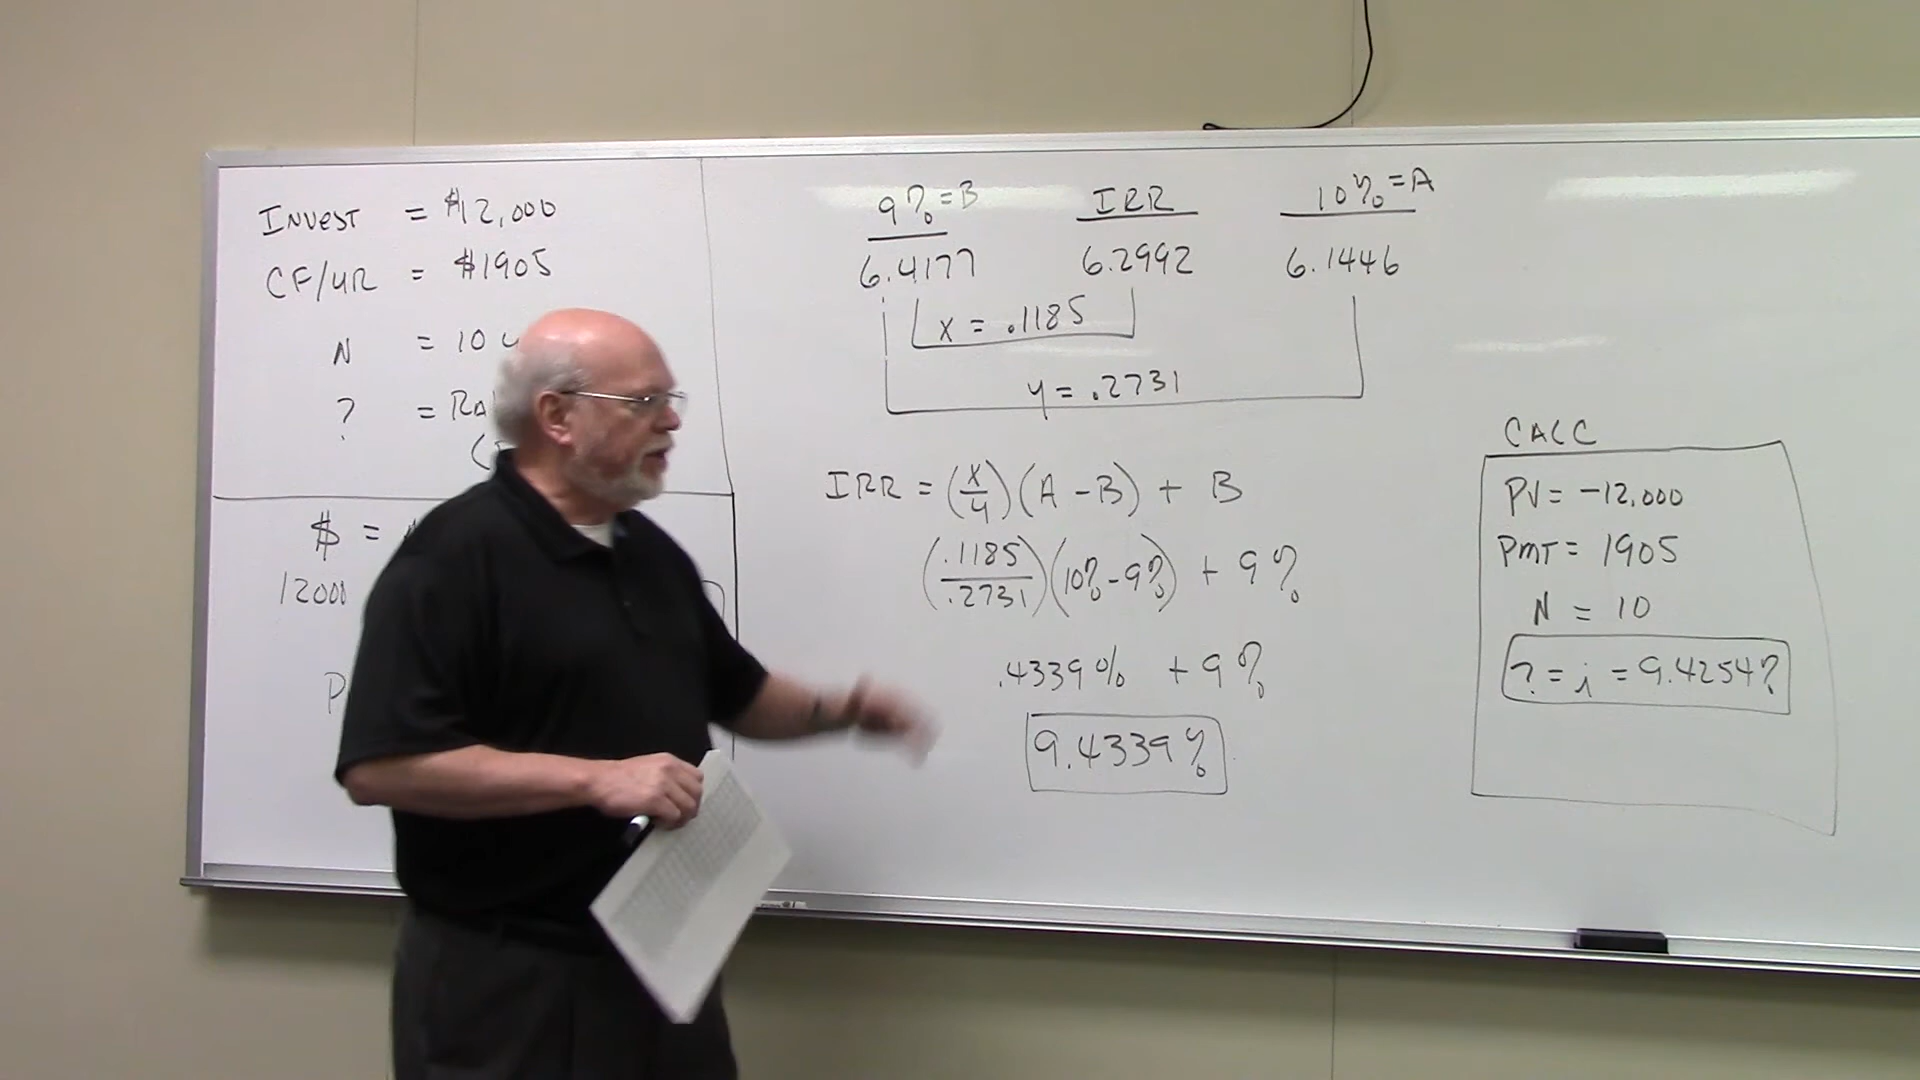 INVEST = $12,000
CF/YR = $1905
N = 10
? =
$ =
12000
9% = B IRR 10% = A
6.4177 6.2992 6.1446
x = .1185
y = .2731
IRR = (x/y)(A - B) + B
(.1185/.2731)(10% - 9%) + 9%
.4339% + 9%
9.4339%
CALC
PV = -12,000
PMT = 1905
N = 10
? = i = 9.4254%